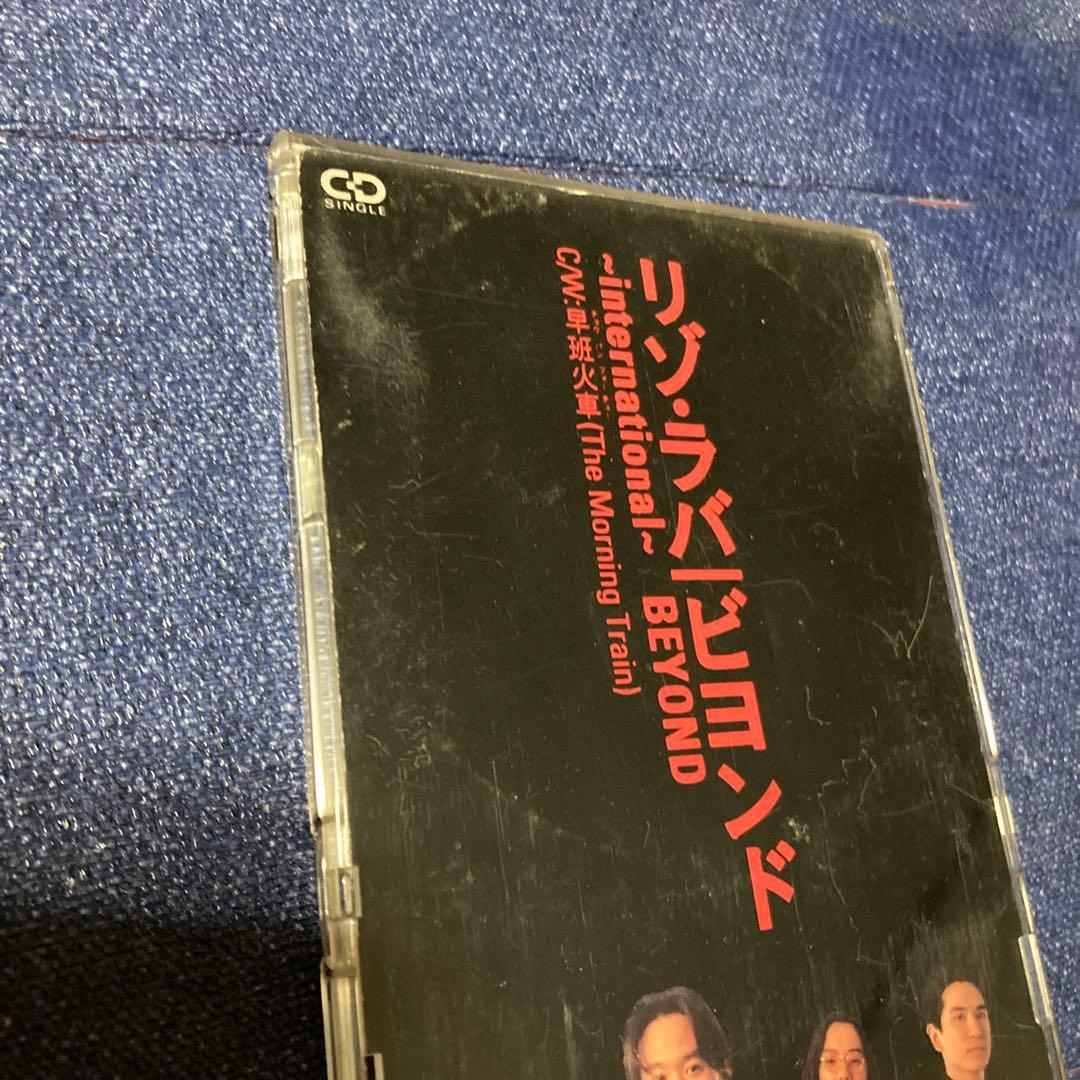 CD
SINGLE
リゾ・ラバ|ビヨンド
~international~ BEYOND
C/W:早班火車(The Morning Train)